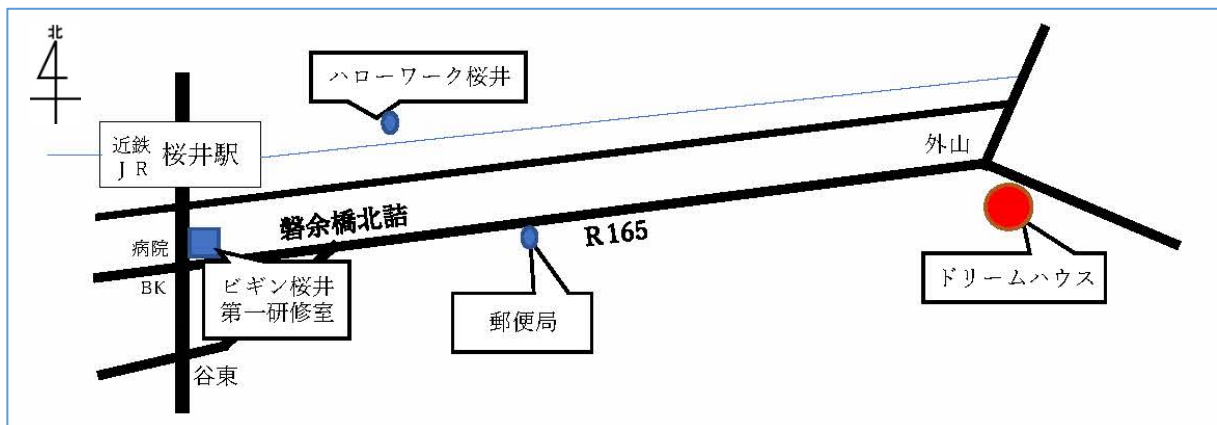 北
ハローワーク桜井
近鉄
ＪＲ
桜井駅
外山
磐余橋北詰
Ｒ165
病院
BK
ビギン桜井
第一研修室
郵便局
ドリームハウス
谷東